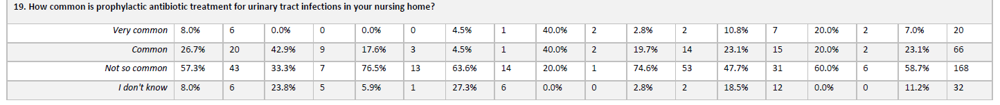 19. How common is prophylactic antibiotic treatment for urinary tract infections in your nursing home?
Very common 8.0% 6 0.0% 0 0.0% 0 4.5% 1 40.0% 2 2.8% 2 10.8% 7 20.0% 2 7.0% 20
Common 26.7% 20 42.9% 9 17.6% 3 4.5% 1 40.0% 2 19.7% 14 23.1% 15 20.0% 2 23.1% 66
Not so common 57.3% 43 33.3% 7 76.5% 13 63.6% 14 20.0% 1 74.6% 53 47.7% 31 60.0% 6 58.7% 168
I don't know 8.0% 6 23.8% 5 5.9% 1 27.3% 6 0.0% 0 2.8% 2 18.5% 12 0.0% 0 11.2% 32